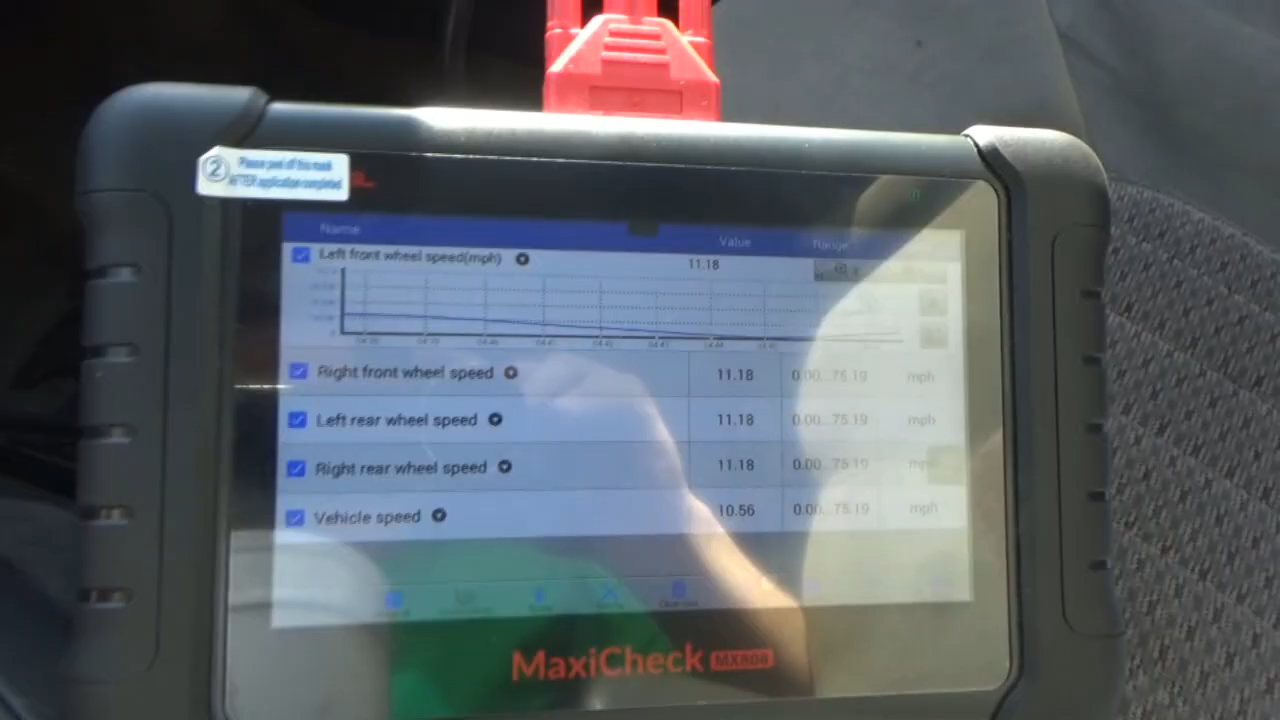 2 Please peel off this mask
AFTER application completed
Name Value Range
Left front wheel speed(mph) 11.18
Right front wheel speed 11.18 0.00...75.19 mph
Left rear wheel speed 11.18 0.00...75.19 mph
Right rear wheel speed 11.18 0.00...75.19
Vehicle speed 10.56 0.00...75.19 mph
MaxiCheck MX808